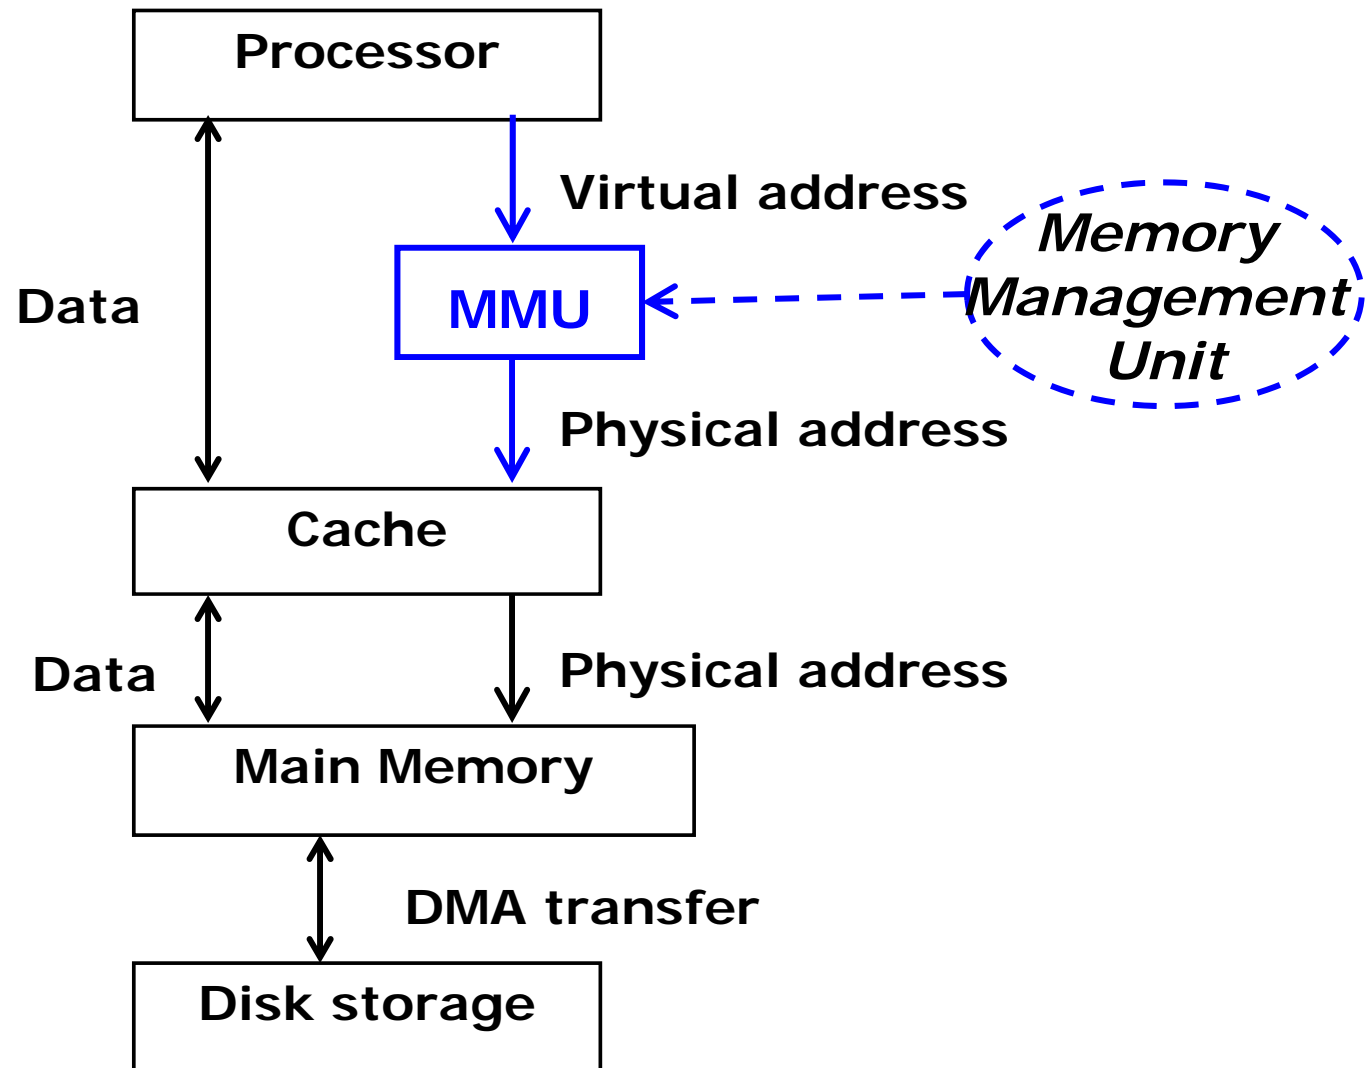 Processor
Virtual address
Memory
Management
Unit
Data
MMU
Physical address
Cache
Data
Physical address
Main Memory
DMA transfer
Disk storage